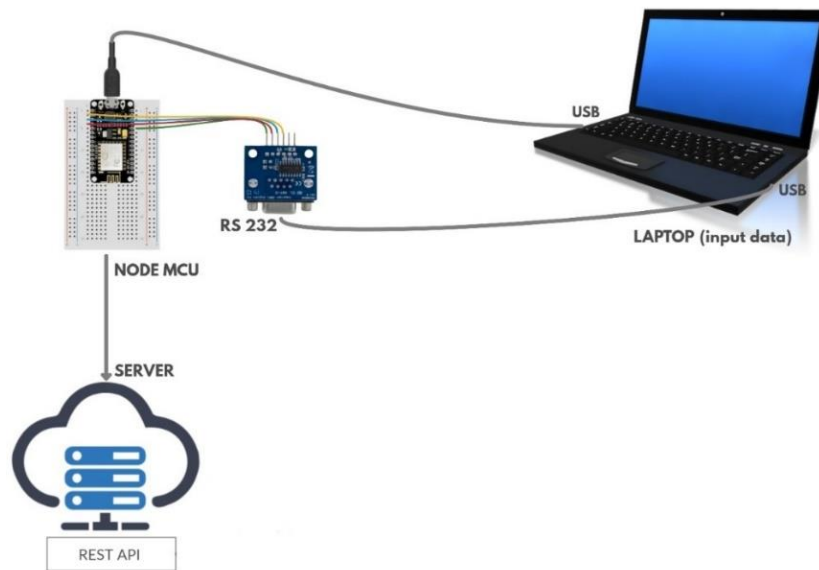 USB
USB
RS 232
LAPTOP (input data)
NODE MCU
SERVER
REST API